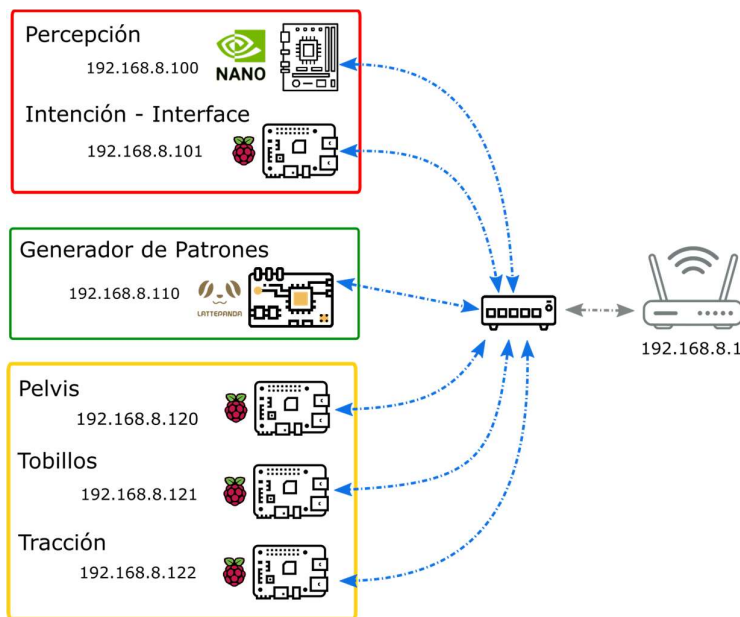 Percepción
192.168.8.100
NANO
Intención - Interface
192.168.8.101
Generador de Patrones
192.168.8.110
LATTEPANDA
192.168.8.1
Pelvis
192.168.8.120
Tobillos
192.168.8.121
Tracción
192.168.8.122